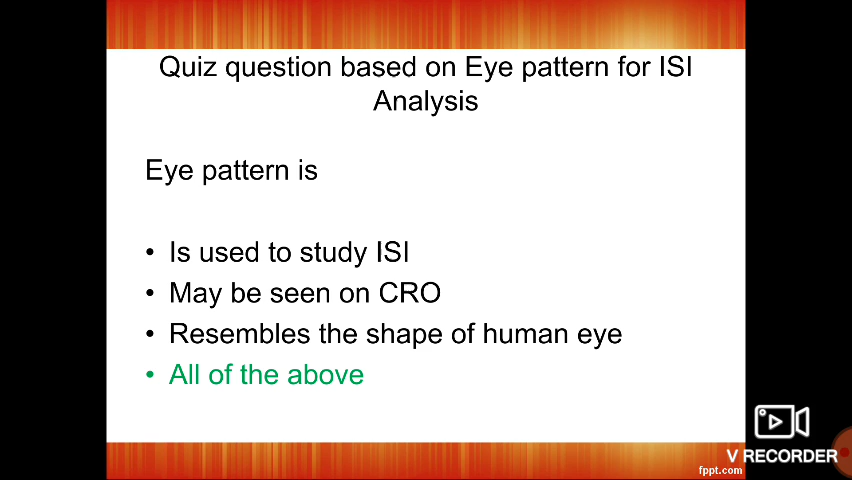 Quiz question based on Eye pattern for ISI
Analysis
Eye pattern is
• Is used to study ISI
• May be seen on CRO
• Resembles the shape of human eye
• All of the above
V RECORDER
fppt.com